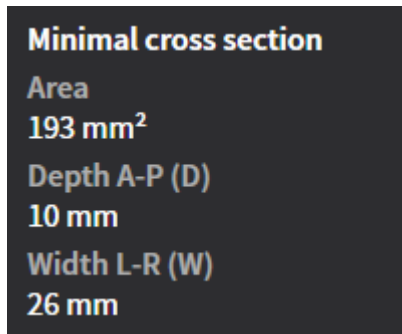 Minimal cross section
Area
193 mm²
Depth A-P (D)
10 mm
Width L-R (W)
26 mm